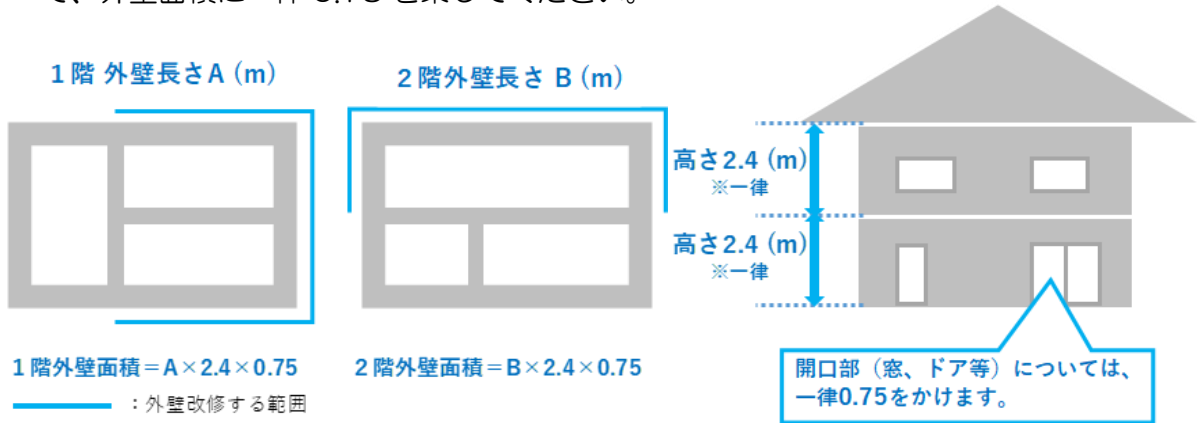 1階 外壁長さA (m)
2階外壁長さ B (m)
高さ2.4 (m)
※一律
高さ2.4 (m)
※一律
1階外壁面積=A×2.4×0.75
2階外壁面積=B×2.4×0.75
開口部（窓、ドア等）については、
一律0.75をかけます。
：外壁改修する範囲